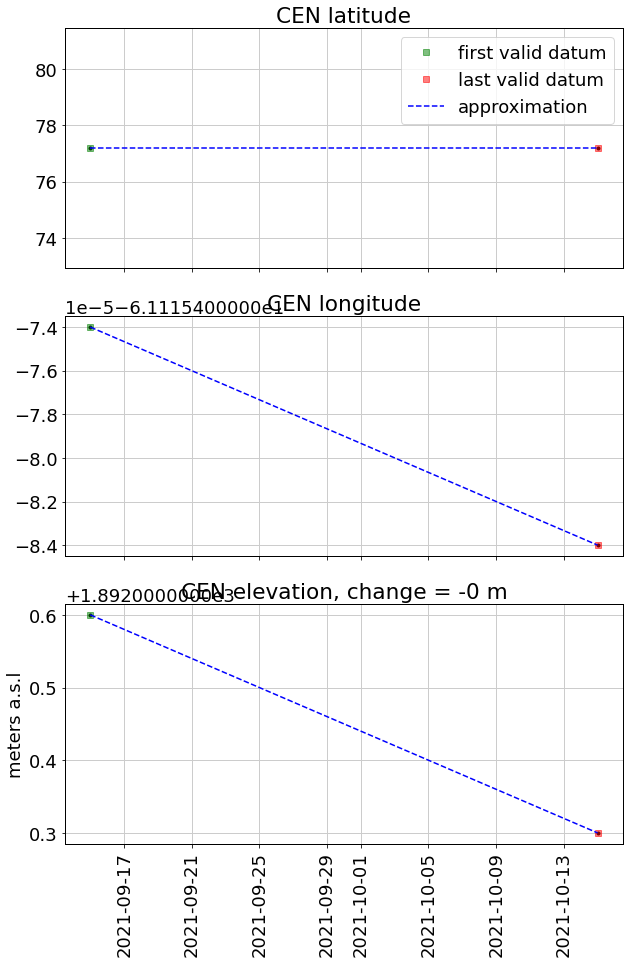 CEN latitude
80
78
76
74
first valid datum
last valid datum
approximation
1e−5−6.1115400000e1
CEN longitude
−7.4
−7.6
−7.8
−8.0
−8.2
−8.4
+1.8920000000e3
CEN elevation, change = -0 m
0.6
0.5
0.4
0.3
meters a.s.l
2021-09-17
2021-09-21
2021-09-25
2021-09-29
2021-10-01
2021-10-05
2021-10-09
2021-10-13